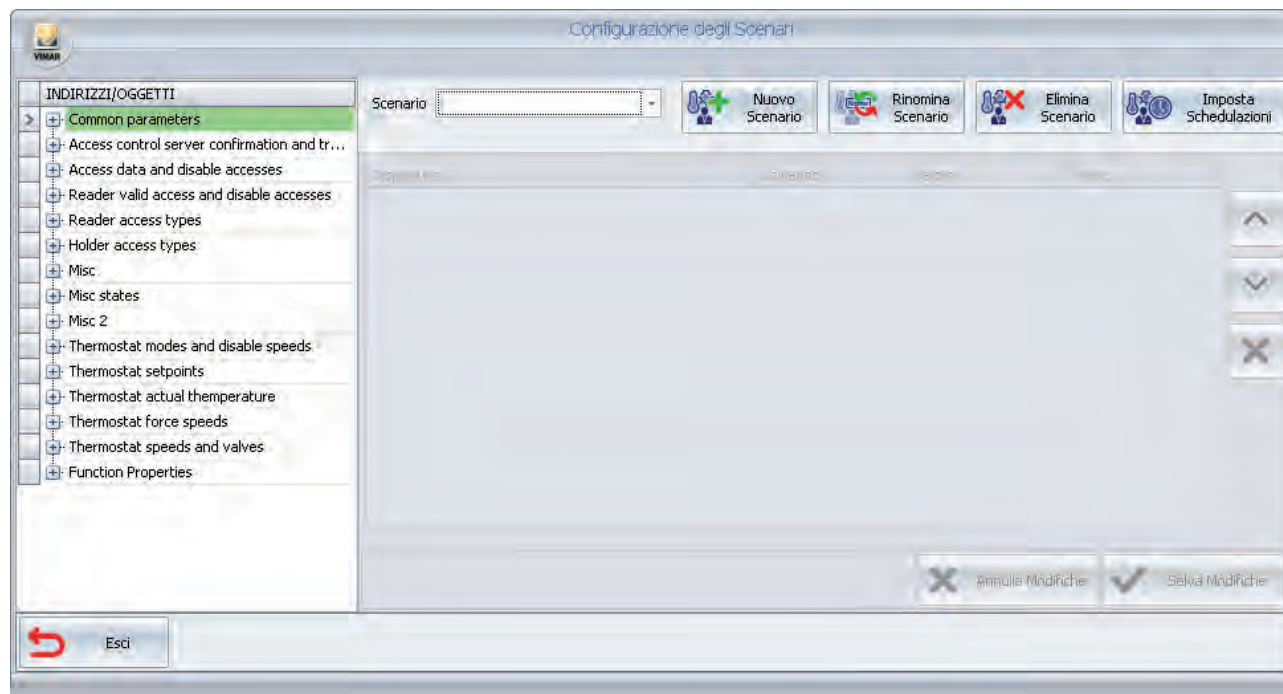 Configurazione degli Scenari
VIMAR
INDIRIZZI/OGGETTI
Common parameters
Access control server confirmation and tr...
Access data and disable accesses
Reader valid access and disable accesses
Reader access types
Holder access types
Misc
Misc states
Misc 2
Thermostat modes and disable speeds
Thermostat setpoints
Thermostat actual themperature
Thermostat force speeds
Thermostat speeds and valves
Function Properties
Scenario
Nuovo
Scenario
Rinomina
Scenario
Elimina
Scenario
Imposta
Schedulazioni
Annulla Modifiche
Salva Modifiche
Esci